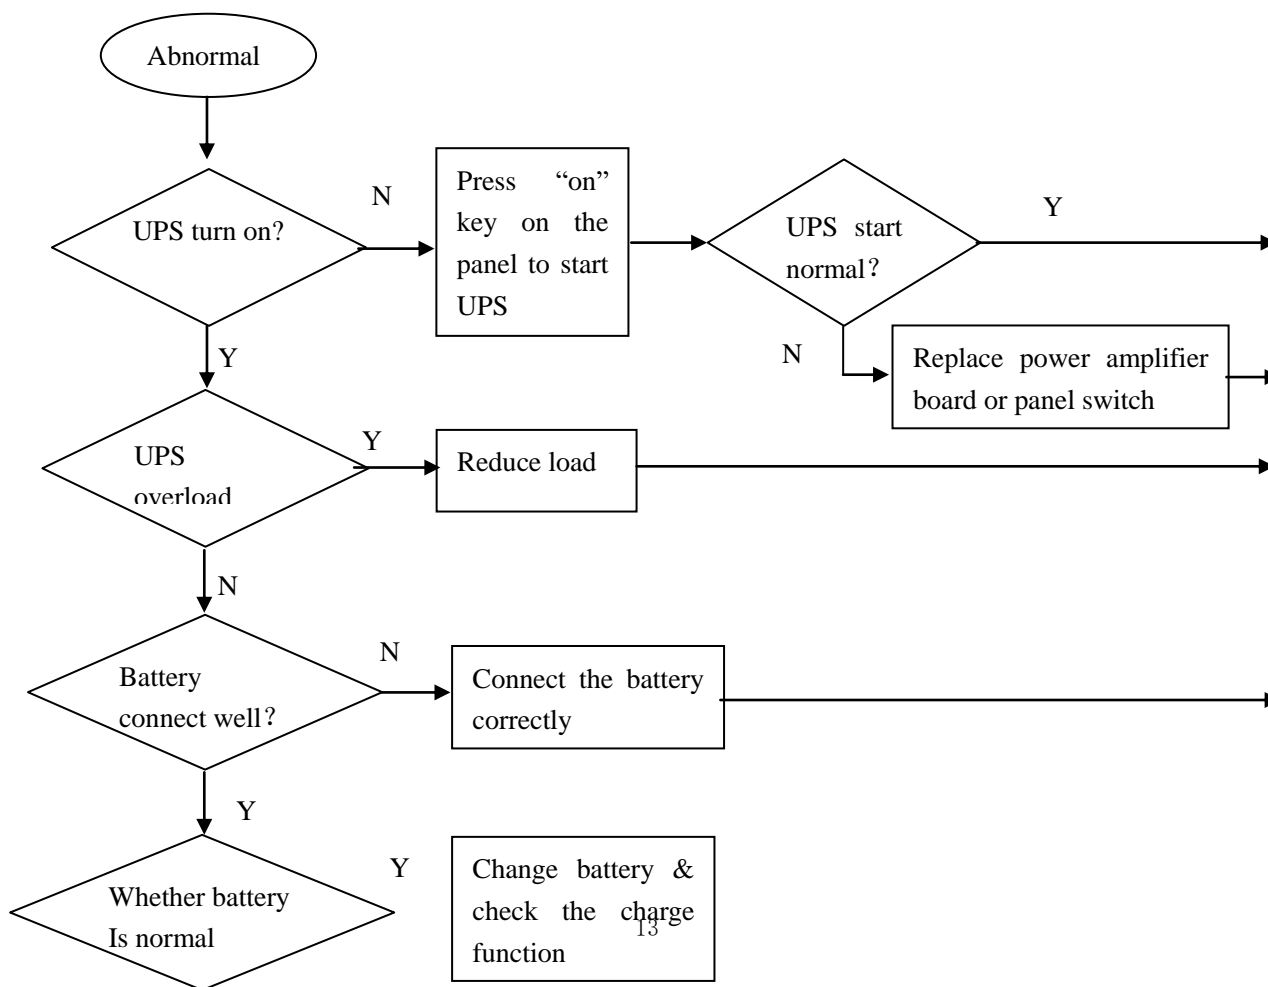 Abnormal
UPS turn on?
N
Press “on”
key on the
panel to start
UPS
UPS start
normal?
Y
N
Replace power amplifier
board or panel switch
Y
UPS
overload
Y
Reduce load
N
Battery
connect well?
N
Connect the battery
correctly
Y
Whether battery
Is normal
Y
Change battery &
check the charge
function
13